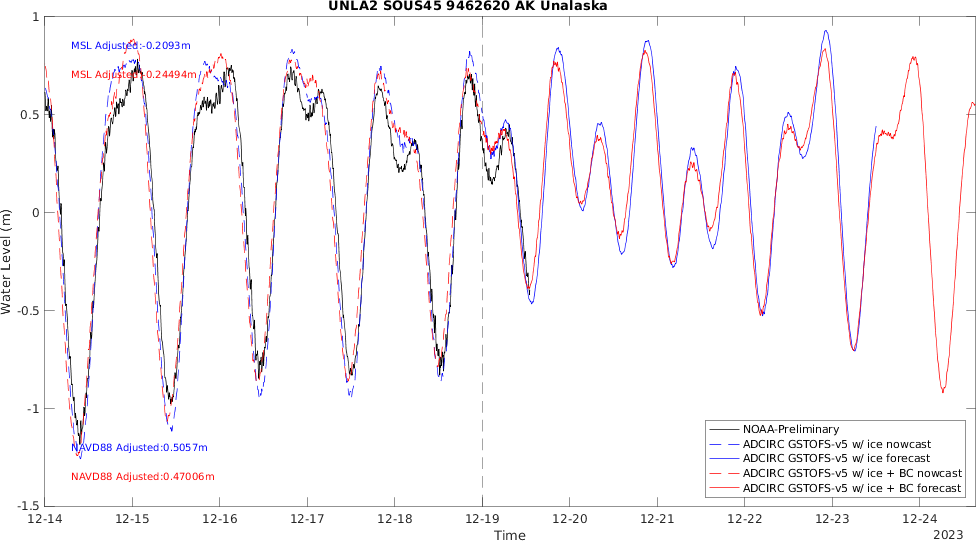 UNLA2 SOUS45 9462620 AK Unalaska
1
0.5
0
-0.5
-1
-1.5
Water Level (m)
MSL Adjusted:-0.2093m
MSL Adjusted:-0.24494m
NAVD88 Adjusted:0.5057m
NAVD88 Adjusted:0.47006m
NOAA-Preliminary
ADCIRC GSTOFS-v5 w/ ice nowcast
ADCIRC GSTOFS-v5 w/ ice forecast
ADCIRC GSTOFS-v5 w/ ice + BC nowcast
ADCIRC GSTOFS-v5 w/ ice + BC forecast
12-14 12-15 12-16 12-17 12-18 12-19 12-20 12-21 12-22 12-23 12-24
Time
2023